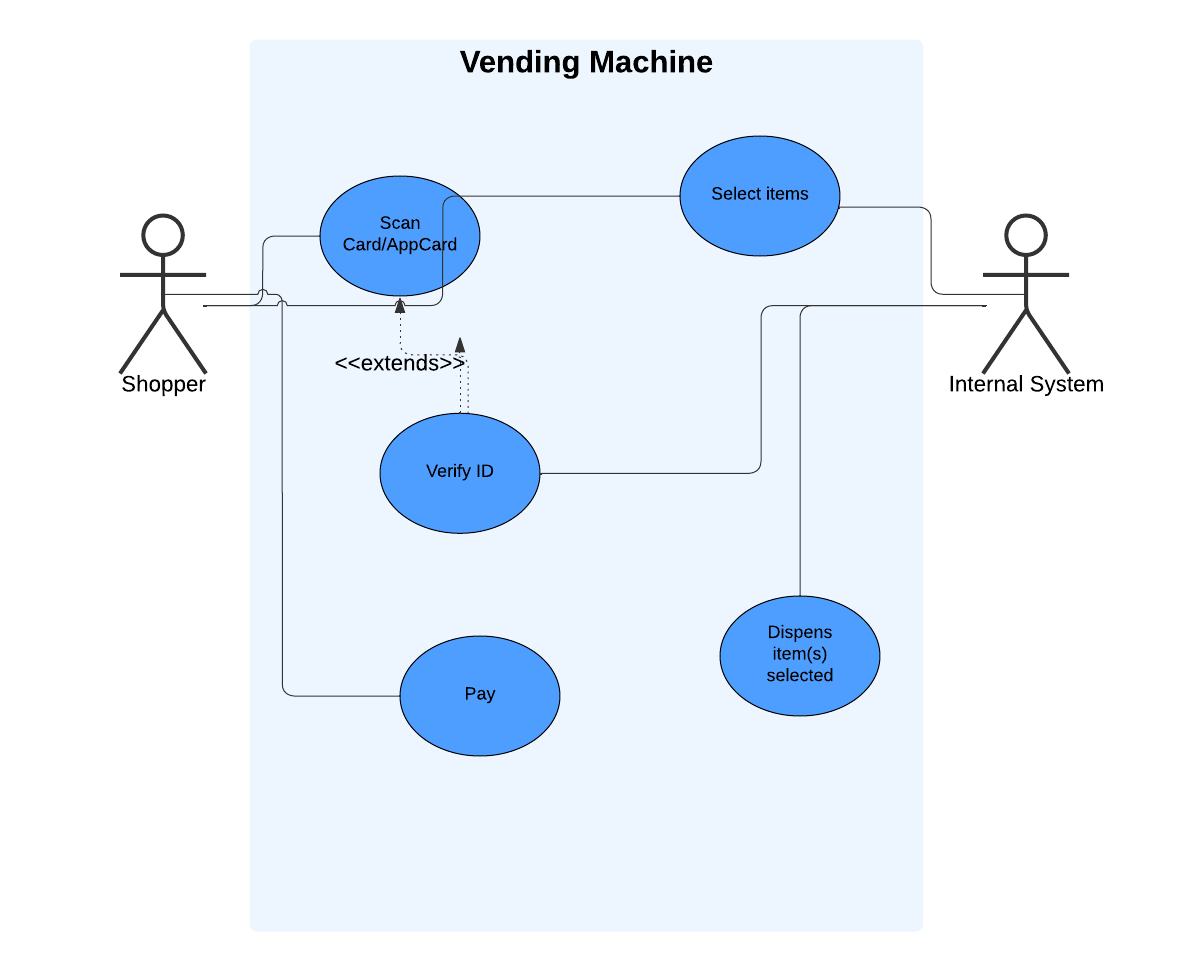 Vending Machine
Select items
Scan
Card/AppCard
<<extends>>
Shopper
Internal System
Verify ID
Dispens
item(s)
selected
Pay